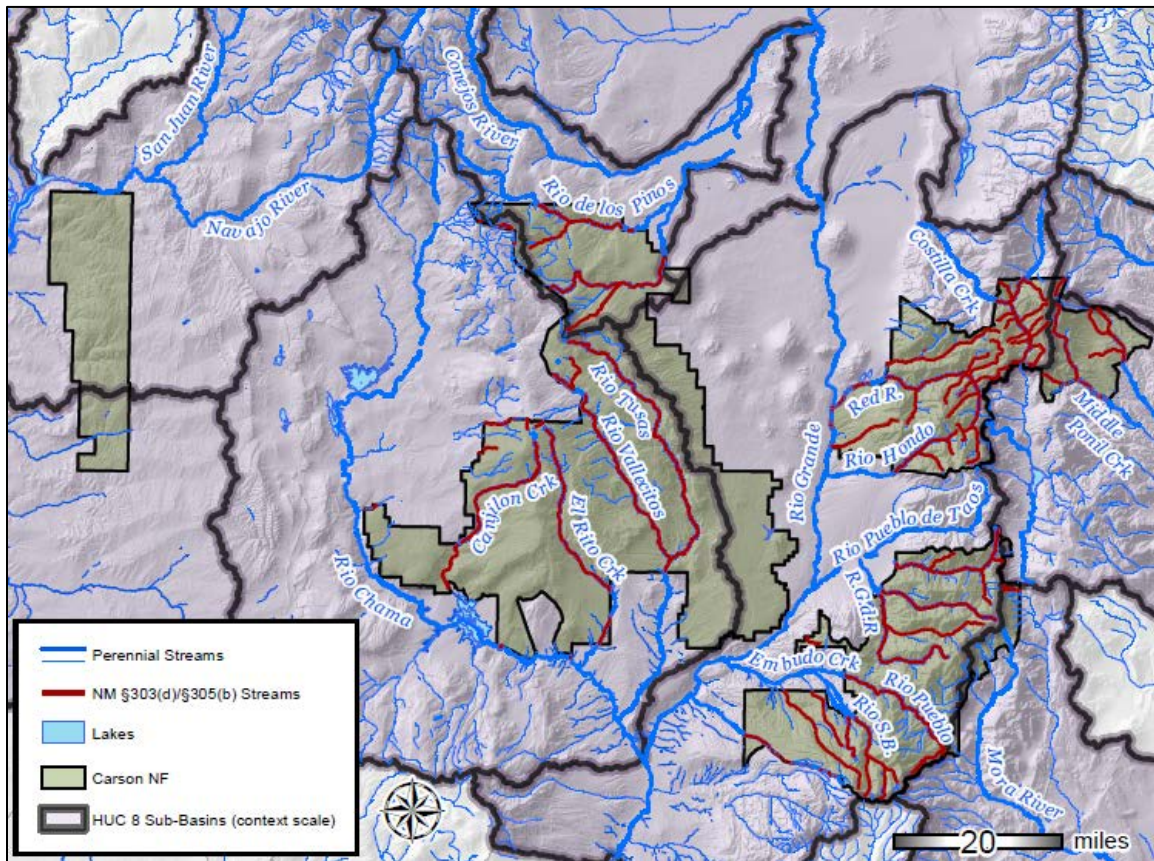 San Juan River
Conejos River
Navajo River
Rio de los Pinos
Costilla Crk
Red R.
Middle
Ponil Crk
Rio Hondo
Rio Tusas
Rio Vallecitos
Rio Grande
Canjilon Crk
El Rito Crk
Rio Pueblo de Taos
R.G.d.R
Rio Chama
Embudo Crk
Rio Pueblo
Rio S.B.
Mora River
Perennial Streams
NM §303(d)/§305(b) Streams
Lakes
Carson NF
HUC 8 Sub-Basins (context scale)
20 miles